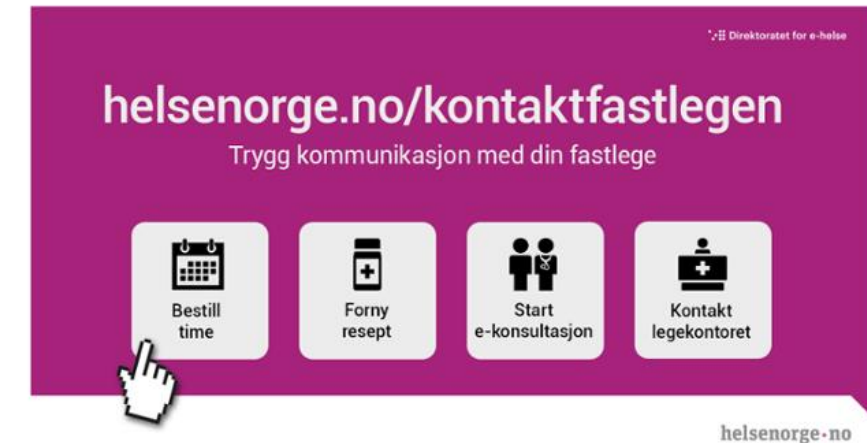 Direktoratet for e-helse
helsenorge.no/kontaktfastlegen
Trygg kommunikasjon med din fastlege
Bestill
time
Forny
resept
Start
e-konsultasjon
Kontakt
legekontoret
helsenorge.no